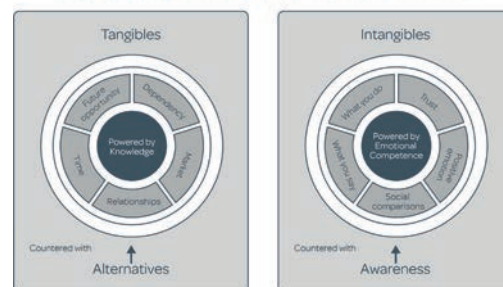 Tangibles
Future
opportunity
Dependency
Time
Powered by
Knowledge
Market
Relationships
Countered with
Alternatives
Intangibles
What you do
Trust
What you say
Powered by
Emotional
Competence
Positive
emotion
Social
comparisons
Countered with
Awareness